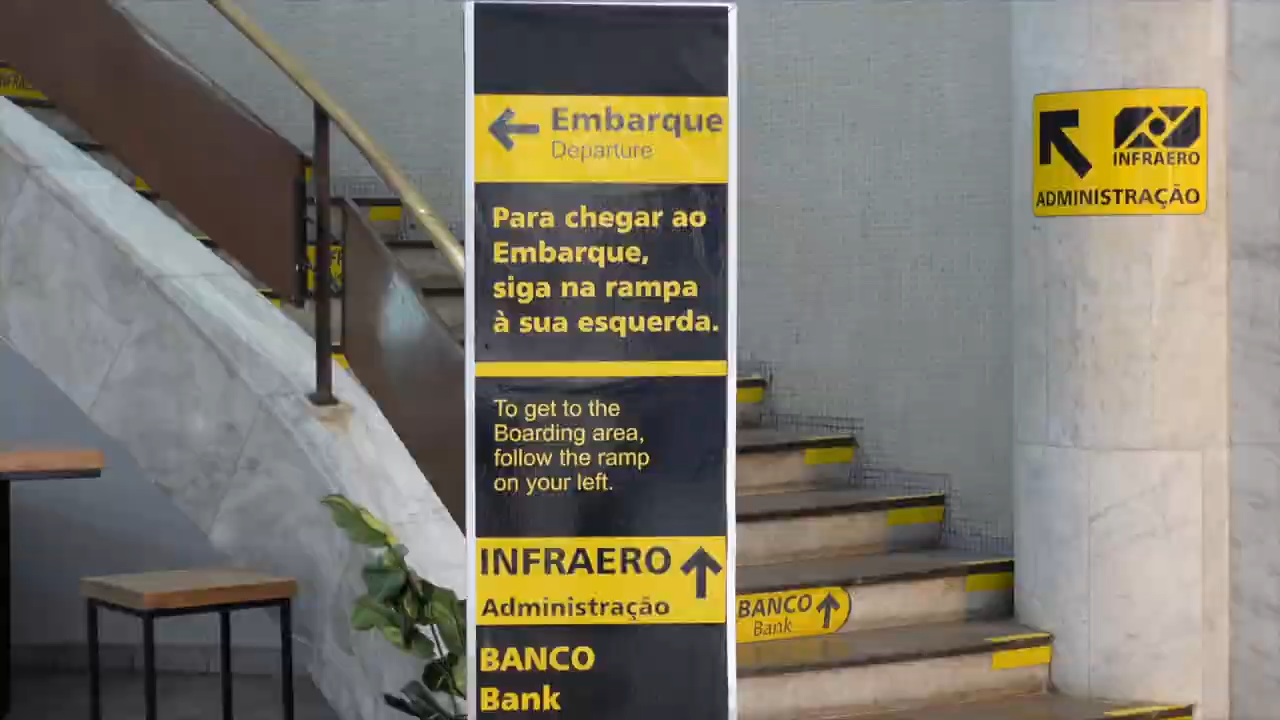 Embarque
Departure
Para chegar ao
Embarque,
siga na rampa
à sua esquerda.
To get to the
Boarding area,
follow the ramp
on your left.
INFRAERO
Administração
BANCO
Bank
BANCO
Bank
INFRAERO
ADMINISTRAÇÃO